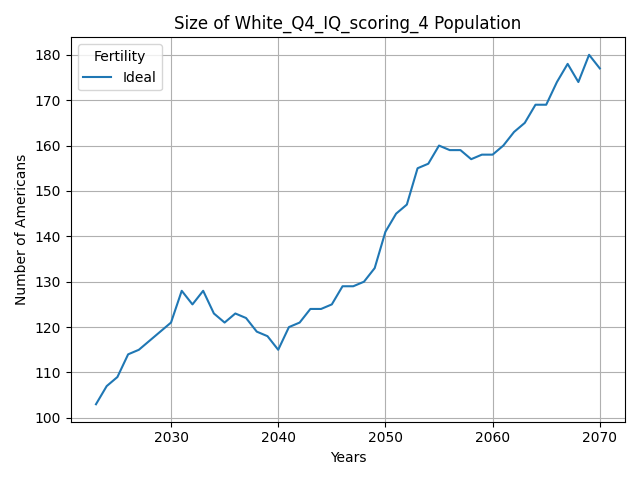 Size of White_Q4_IQ_scoring_4 Population
Fertility
Ideal
Number of Americans
180
170
160
150
140
130
120
110
100
2030 2040 2050 2060 2070
Years